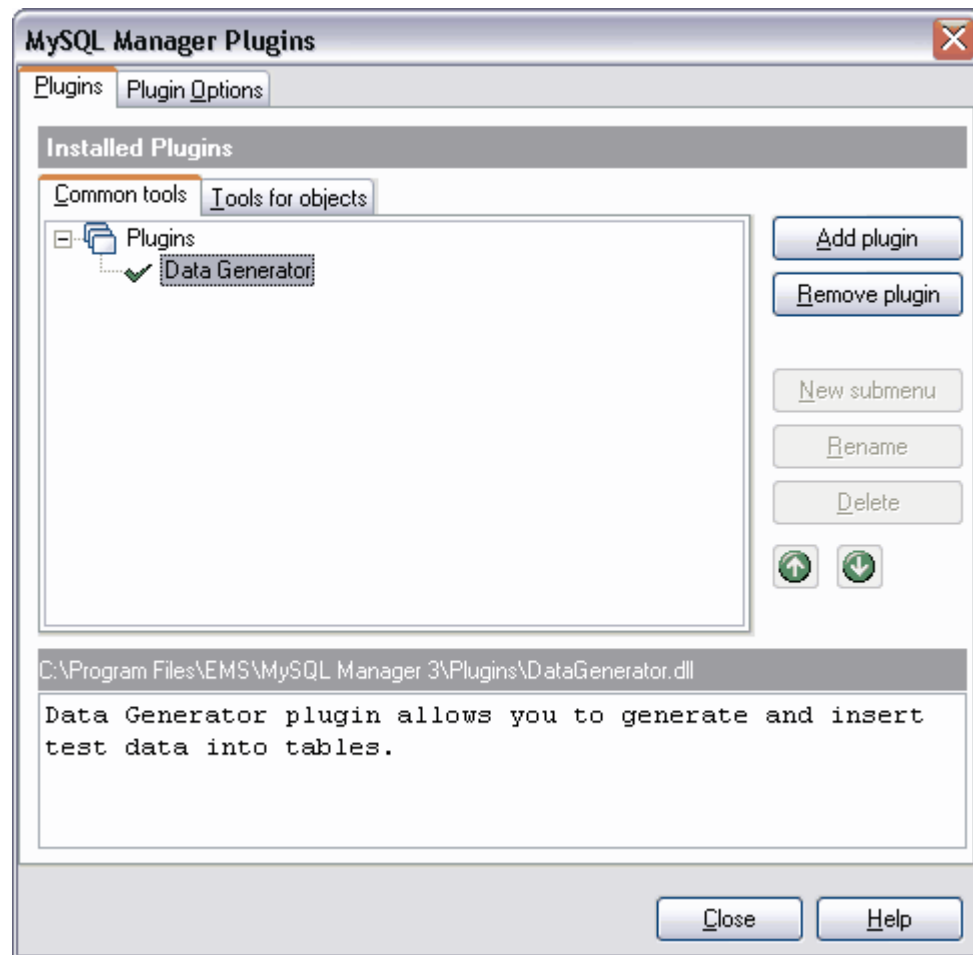 MySQL Manager Plugins
Plugins Plugin Options
Installed Plugins
Common tools Tools for objects
Plugins
Data Generator
Add plugin
Remove plugin
New submenu
Rename
Delete
C:\Program Files\EMS\MySQL Manager 3\Plugins\DataGenerator.dll
Data Generator plugin allows you to generate and insert
test data into tables.
Close Help